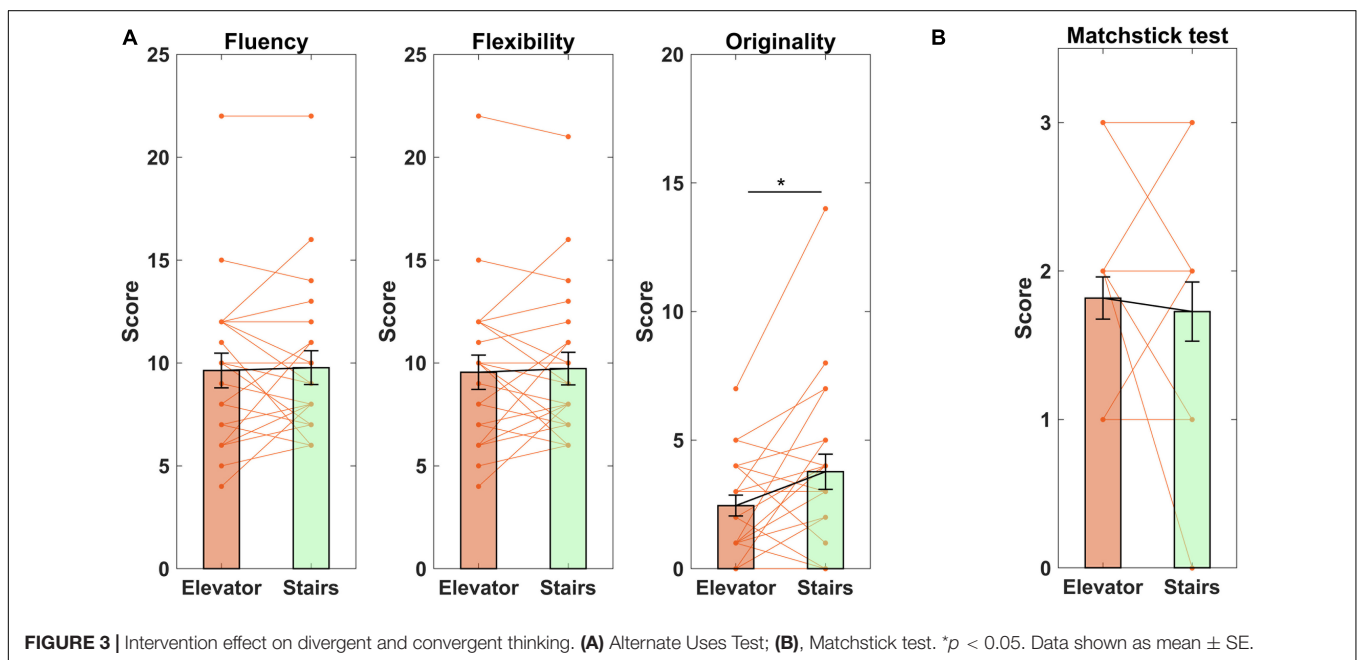 A
Fluency
25
20
15
10
5
0
Score
Elevator Stairs
Flexibility
25
20
15
10
5
0
Score
Elevator Stairs
Originality
20
15
10
5
0
Score
*
Elevator Stairs
B
Matchstick test
3
2
1
0
Score
Elevator Stairs
FIGURE 3 | Intervention effect on divergent and convergent thinking. (A) Alternate Uses Test; (B), Matchstick test. *p < 0.05. Data shown as mean ± SE.